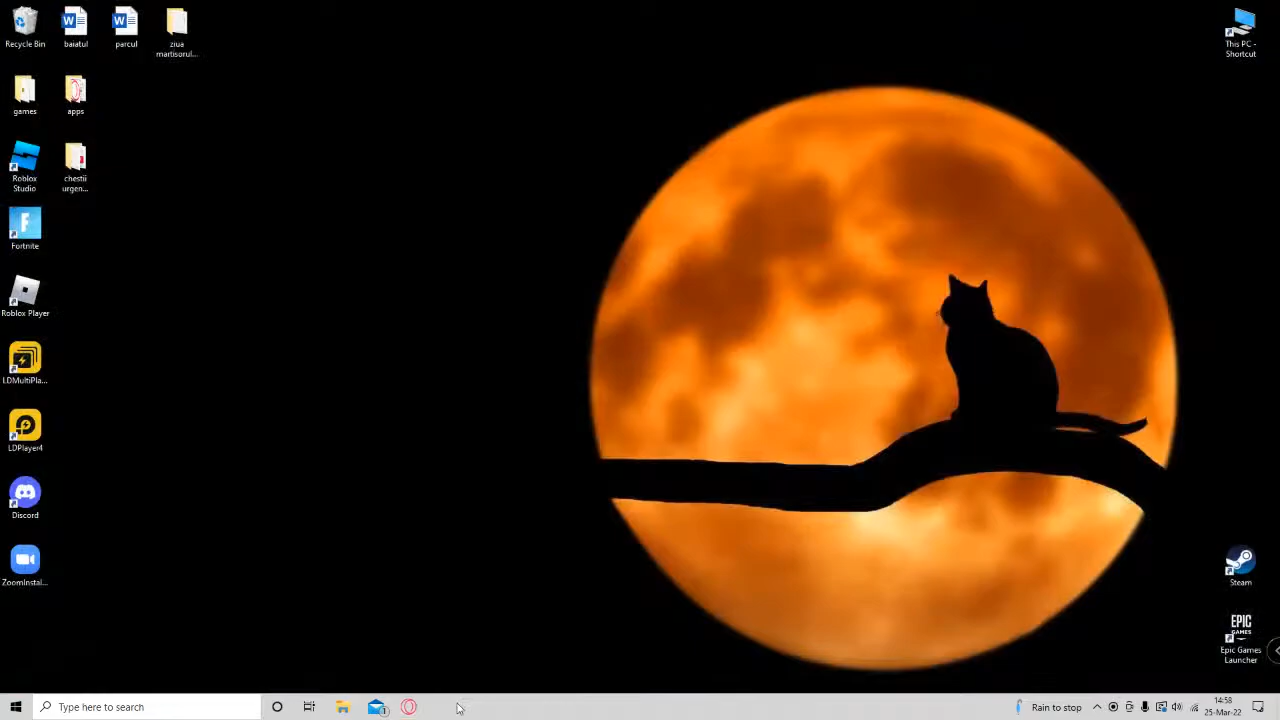 Recycle Bin
baiatul
parcul
ziua
martisorul...
This PC -
Shortcut
games
apps
Roblox
Studio
chestii
urgen...
F
Fortnite
Roblox Player
LDMultiPla...
LDPlayer4
Discord
ZoomInstal...
Steam
EPIC
GAMES
Epic Games
Launcher
Type here to search
1
Rain to stop
14:58
25-Mar-22